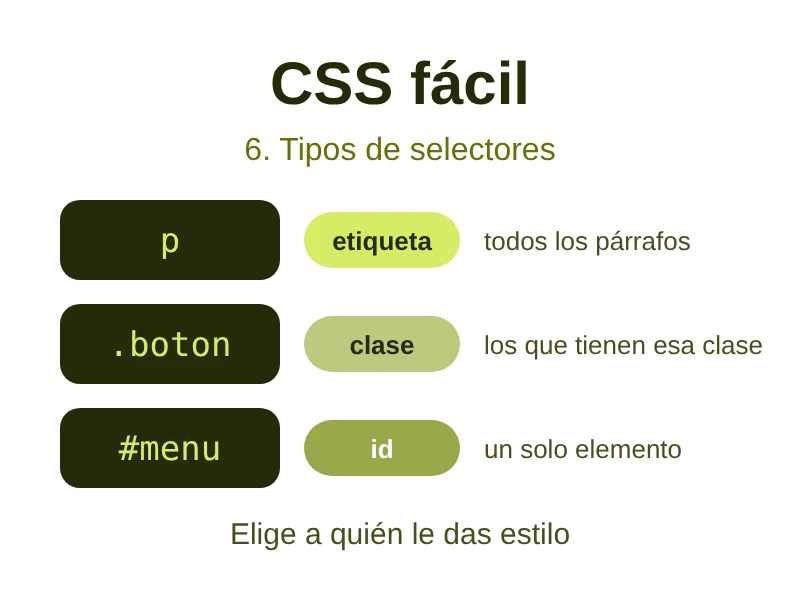 CSS fácil
6. Tipos de selectores
p etiqueta todos los párrafos
.boton clase los que tienen esa clase
#menu id un solo elemento
Elige a quién le das estilo